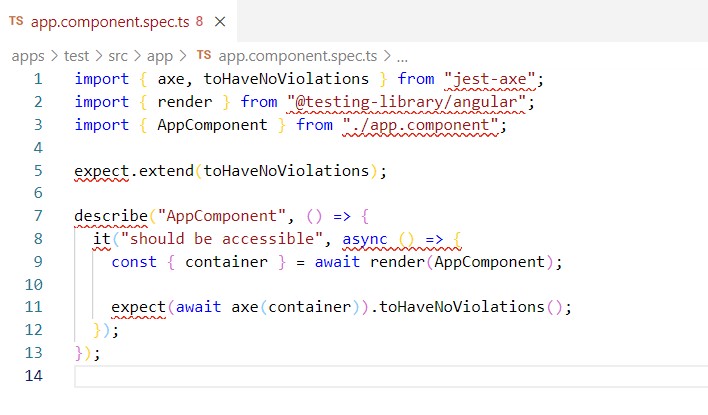 TS app.component.spec.ts 8 ×
apps > test > src > app > TS app.component.spec.ts > ...
1 import { axe, toHaveNoViolations } from "jest-axe";
2 import { render } from "@testing-library/angular";
3 import { AppComponent } from "./app.component";
4
5 expect.extend(toHaveNoViolations);
6
7 describe("AppComponent", () => {
8 it("should be accessible", async () => {
9 const { container } = await render(AppComponent);
10
11 expect(await axe(container)).toHaveNoViolations();
12 });
13 });
14